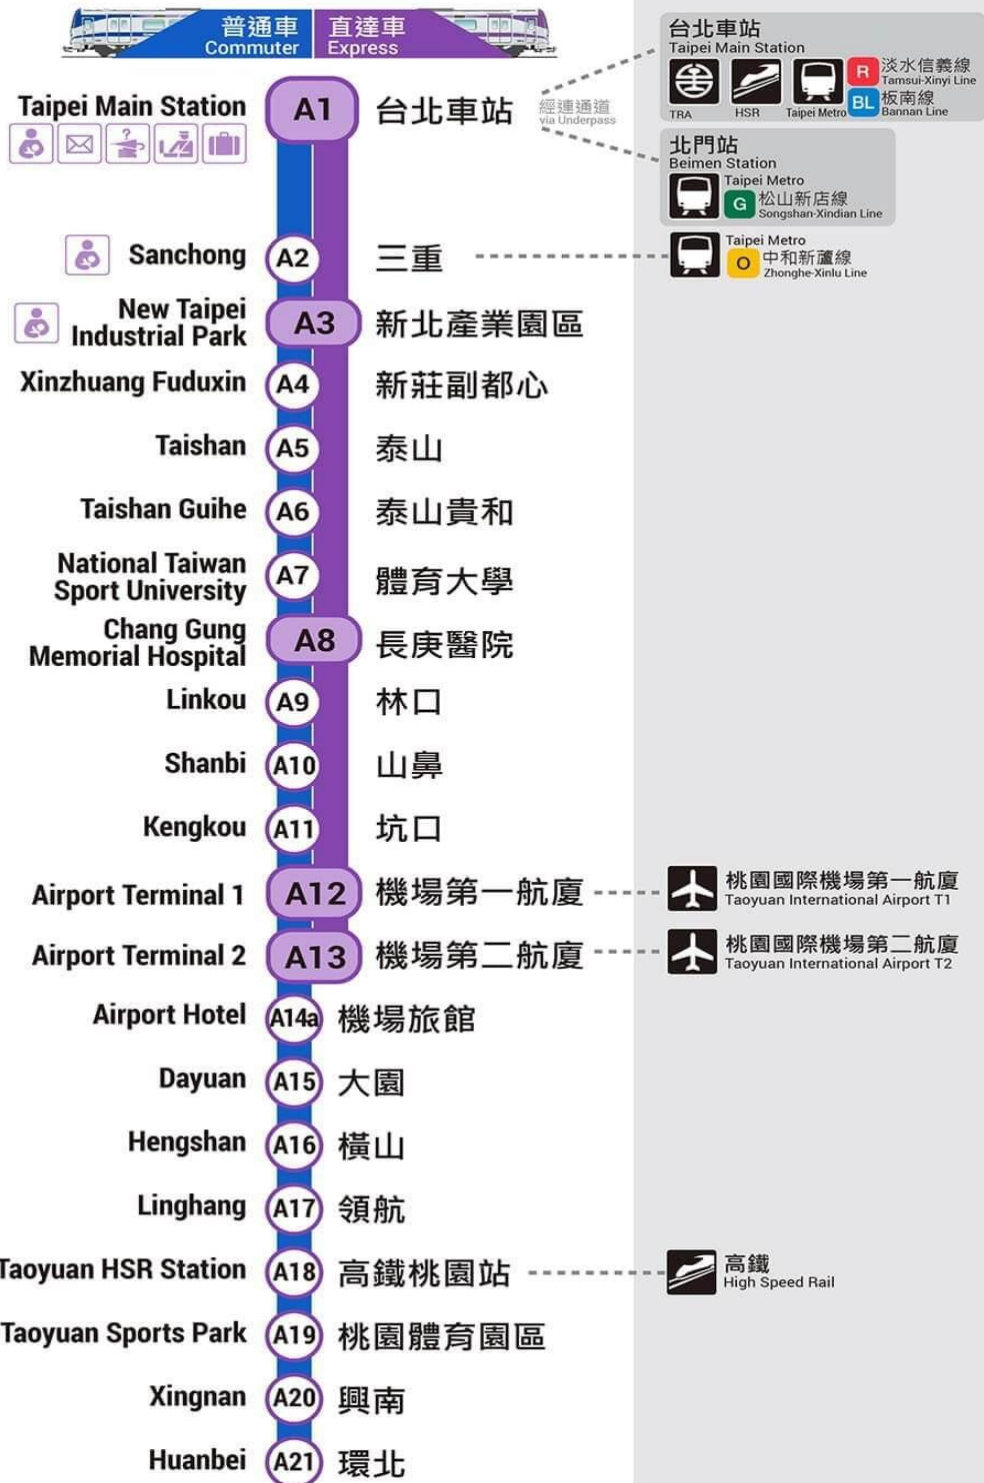 普通車
Commuter
直達車
Express
Taipei Main Station
A1
台北車站
經連通道
via Underpass
台北車站
Taipei Main Station
TRA
HSR
Taipei Metro
R
淡水信義線
Tamsui-Xinyi Line
BL
板南線
Bannan Line
北門站
Beimen Station
Taipei Metro
G
松山新店線
Songshan-Xindian Line
Sanchong
A2
三重
Taipei Metro
O
中和新蘆線
Zhonghe-Xinlu Line
New Taipei
Industrial Park
A3
新北產業園區
Xinzhuang Fuduxin
A4
新莊副都心
Taishan
A5
泰山
Taishan Guihe
A6
泰山貴和
National Taiwan
Sport University
A7
體育大學
Chang Gung
Memorial Hospital
A8
長庚醫院
Linkou
A9
林口
Shanbi
A10
山鼻
Kengkou
A11
坑口
Airport Terminal 1
A12
機場第一航廈
桃園國際機場第一航廈
Taoyuan International Airport T1
Airport Terminal 2
A13
機場第二航廈
桃園國際機場第二航廈
Taoyuan International Airport T2
Airport Hotel
A14a
機場旅館
Dayuan
A15
大園
Hengshan
A16
橫山
Linghang
A17
領航
Taoyuan HSR Station
A18
高鐵桃園站
高鐵
High Speed Rail
Taoyuan Sports Park
A19
桃園體育園區
Xingnan
A20
興南
Huanbei
A21
環北